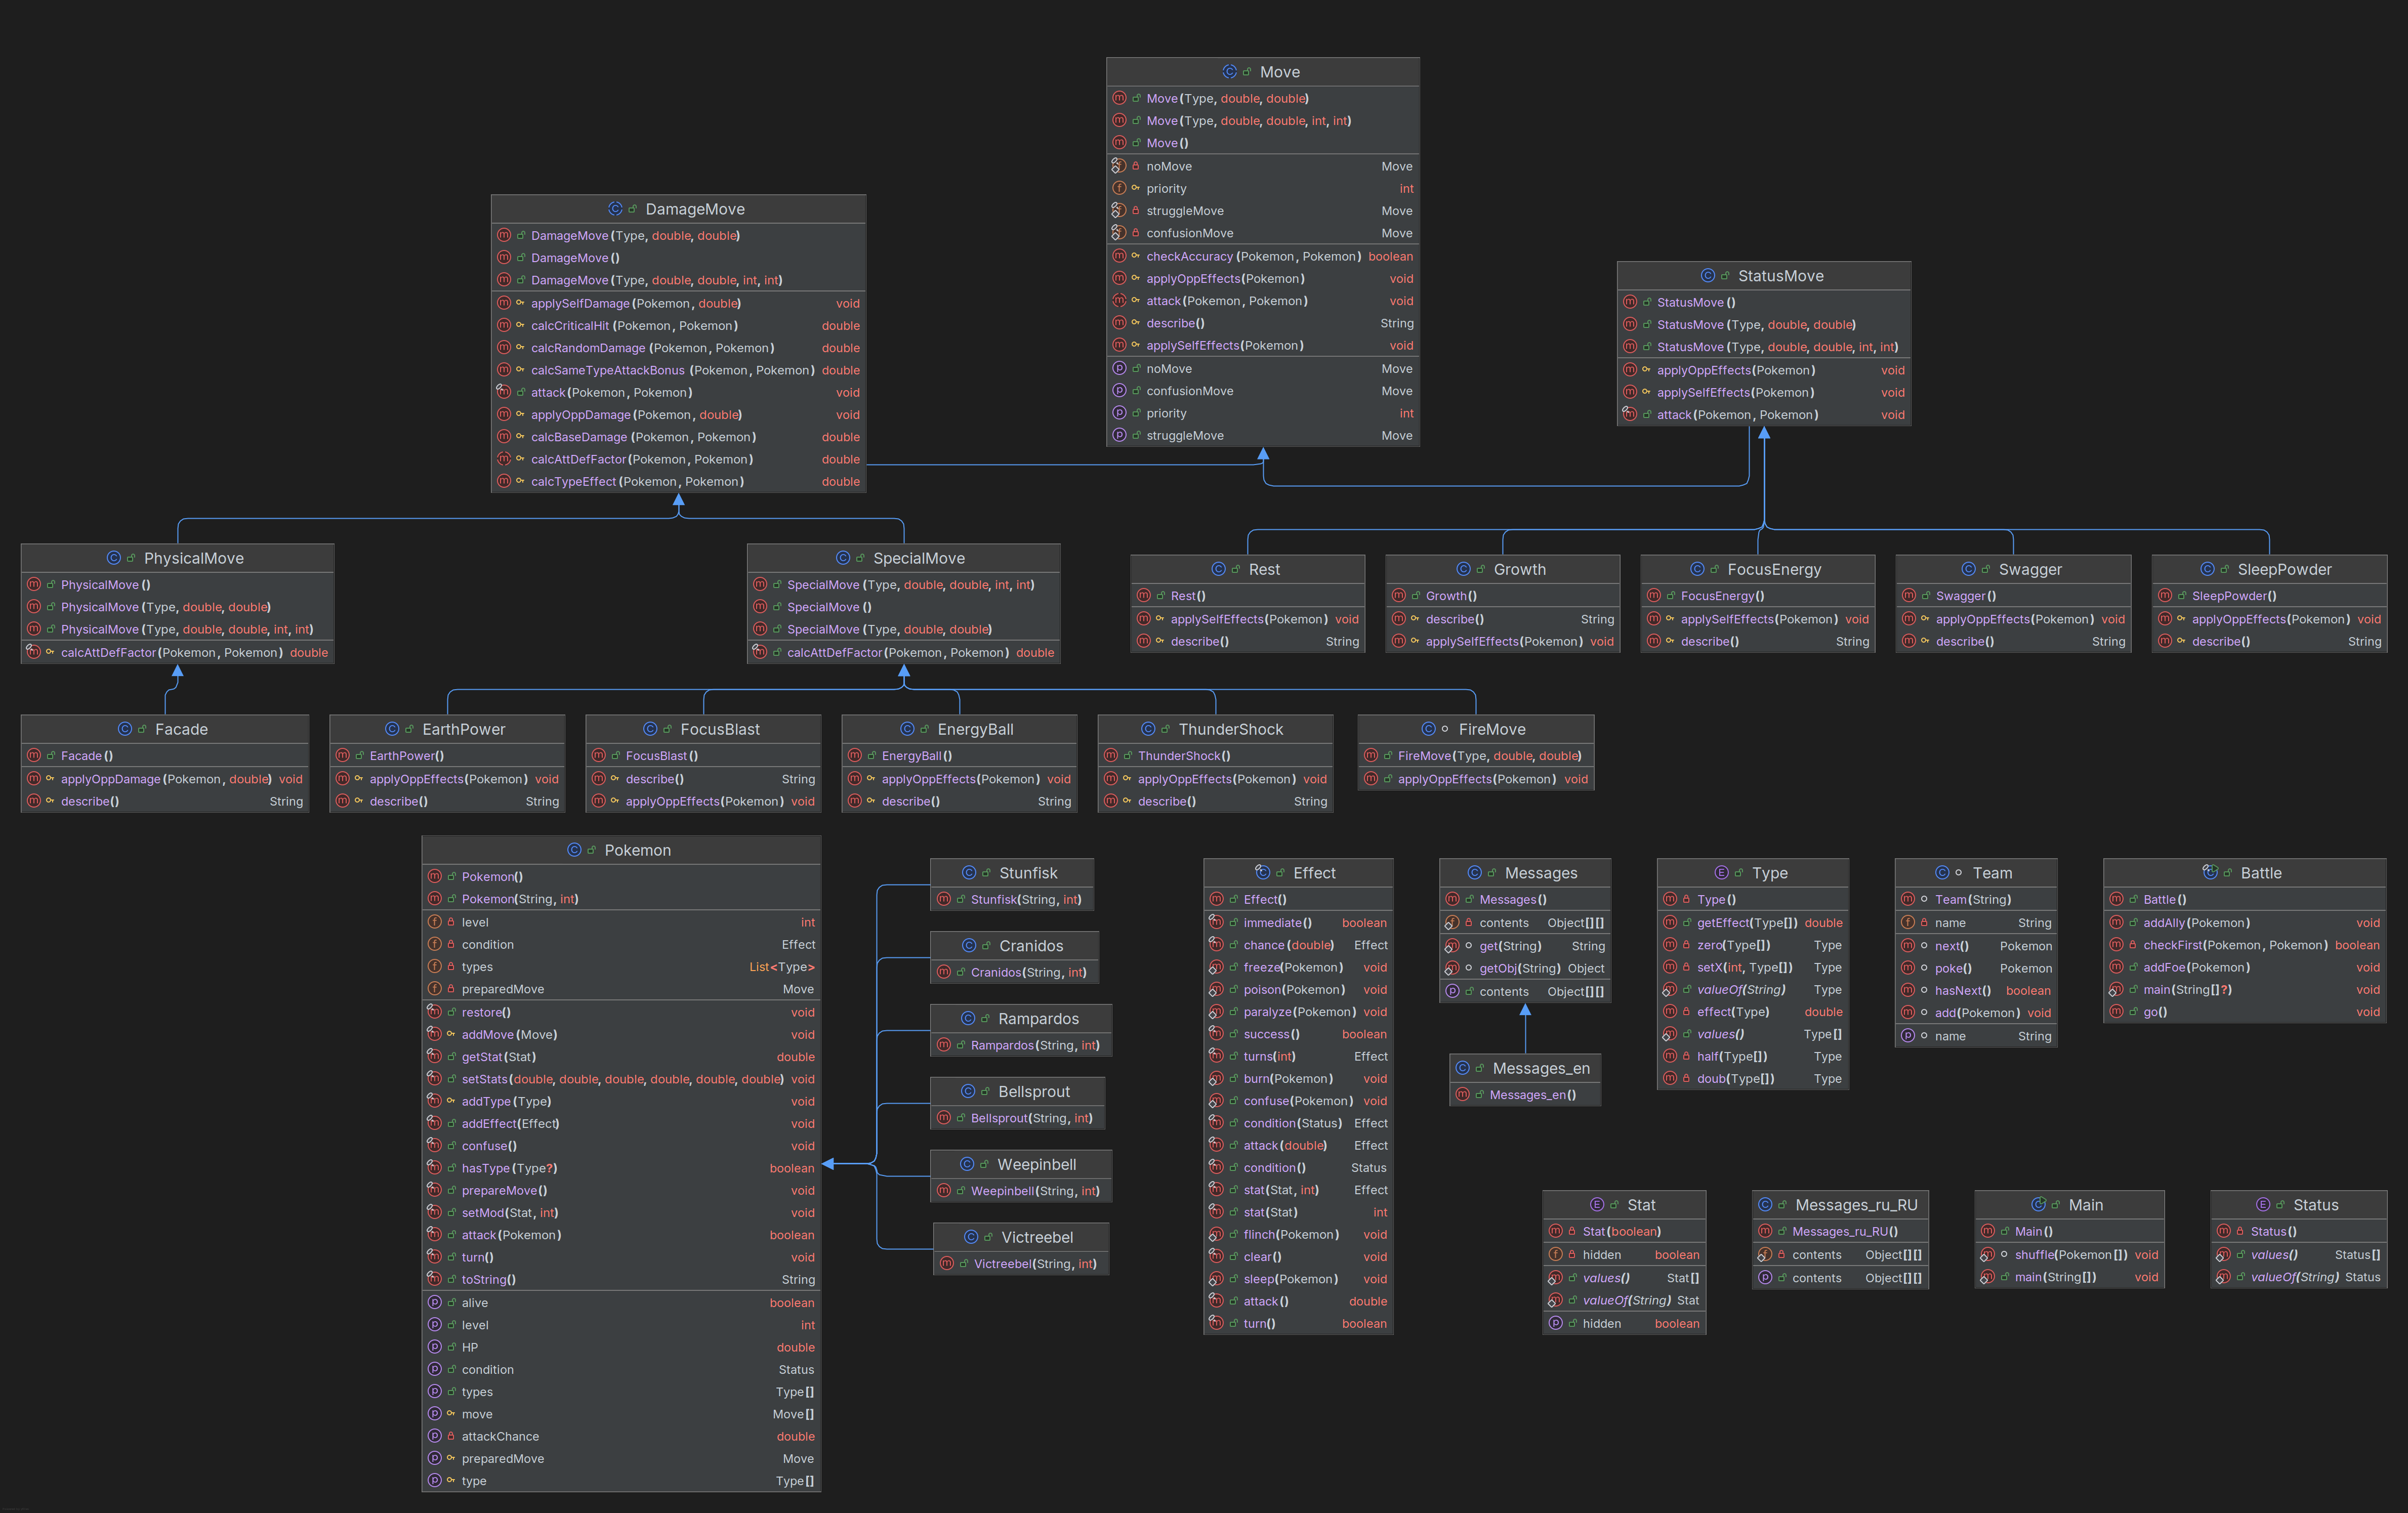 Move
Move(Type, double, double)
Move(Type, double, double, int, int)
Move()
noMove Move
priority int
struggleMove Move
confusionMove Move
checkAccuracy(Pokemon, Pokemon) boolean
applyOppEffects(Pokemon) void
attack(Pokemon, Pokemon) void
describe() String
applySelfEffects(Pokemon) void
noMove Move
confusionMove Move
priority int
struggleMove Move
DamageMove
DamageMove(Type, double, double)
DamageMove()
DamageMove(Type, double, double, int, int)
applySelfDamage(Pokemon, double) void
calcCriticalHit(Pokemon, Pokemon) double
calcRandomDamage(Pokemon, Pokemon) double
calcSameTypeAttackBonus(Pokemon, Pokemon) double
attack(Pokemon, Pokemon) void
applyOppDamage(Pokemon, double) void
calcBaseDamage(Pokemon, Pokemon) double
calcAttDefFactor(Pokemon, Pokemon) double
calcTypeEffect(Pokemon, Pokemon) double
StatusMove
StatusMove()
StatusMove(Type, double, double)
StatusMove(Type, double, double, int, int)
applyOppEffects(Pokemon) void
applySelfEffects(Pokemon) void
attack(Pokemon, Pokemon) void
PhysicalMove
PhysicalMove()
PhysicalMove(Type, double, double)
PhysicalMove(Type, double, double, int, int)
calcAttDefFactor(Pokemon, Pokemon) double
SpecialMove
SpecialMove(Type, double, double, int, int)
SpecialMove()
SpecialMove(Type, double, double)
calcAttDefFactor(Pokemon, Pokemon) double
Rest
Rest()
applySelfEffects(Pokemon) void
describe() String
Growth
Growth()
describe() String
applySelfEffects(Pokemon) void
FocusEnergy
FocusEnergy()
applySelfEffects(Pokemon) void
describe() String
Swagger
Swagger()
applyOppEffects(Pokemon) void
describe() String
SleepPowder
SleepPowder()
applyOppEffects(Pokemon) void
describe() String
Facade
Facade()
applyOppDamage(Pokemon, double) void
describe() String
EarthPower
EarthPower()
applyOppEffects(Pokemon) void
describe() String
FocusBlast
FocusBlast()
describe() String
applyOppEffects(Pokemon) void
EnergyBall
EnergyBall()
applyOppEffects(Pokemon) void
describe() String
ThunderShock
ThunderShock()
applyOppEffects(Pokemon) void
describe() String
FireMove
FireMove(Type, double, double)
applyOppEffects(Pokemon) void
Pokemon
Pokemon()
Pokemon(String, int)
level int
condition Effect
types List<Type>
preparedMove Move
restore() void
addMove(Move) void
getStat(Stat) double
setStats(double, double, double, double, double, double) void
addType(Type) void
addEffect(Effect) void
confuse() void
hasType(Type?) boolean
prepareMove() void
setMod(Stat, int) void
attack(Pokemon) boolean
turn() void
toString() String
alive boolean
level int
HP double
condition Status
types Type[]
move Move[]
attackChance double
preparedMove Move
type Type[]
Stunfisk
Stunfisk(String, int)
Cranidos
Cranidos(String, int)
Rampardos
Rampardos(String, int)
Bellsprout
Bellsprout(String, int)
Weepinbell
Weepinbell(String, int)
Victreebel
Victreebel(String, int)
Effect
Effect()
immediate() boolean
chance(double) Effect
freeze(Pokemon) void
poison(Pokemon) void
paralyze(Pokemon) void
success() boolean
turns(int) Effect
burn(Pokemon) void
confuse(Pokemon) void
condition(Status) Effect
attack(double) Effect
condition() Status
stat(Stat, int) Effect
stat(Stat) int
flinch(Pokemon) void
clear() void
sleep(Pokemon) void
attack() double
turn() boolean
Messages
Messages()
contents Object[][]
get(String) String
getObj(String) Object
contents Object[][]
Messages_en
Messages_en()
Type
Type()
getEffect(Type[]) double
zero(Type[]) Type
setX(int, Type[]) Type
valueOf(String) Type
effect(Type) double
values() Type[]
half(Type[]) Type
doub(Type[]) Type
Team
Team(String)
name String
next() Pokemon
poke() Pokemon
hasNext() boolean
add(Pokemon) void
name String
Battle
Battle()
addAlly(Pokemon) void
checkFirst(Pokemon, Pokemon) boolean
addFoe(Pokemon) void
main(String[]?) void
go() void
Stat
Stat(boolean)
hidden boolean
values() Stat[]
valueOf(String) Stat
hidden boolean
Messages_ru_RU
Messages_ru_RU()
contents Object[][]
contents Object[][]
Main
Main()
shuffle(Pokemon[]) void
main(String[]) void
Status
Status()
values() Status[]
valueOf(String) Status